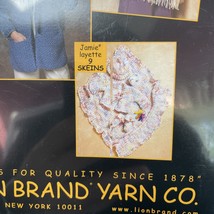 Jamie®
layette
9
SKEINS
S FOR QUALITY SINCE 1878"
N BRAND® YARN CO.
NEW YORK 10011
www.lionbrand.com